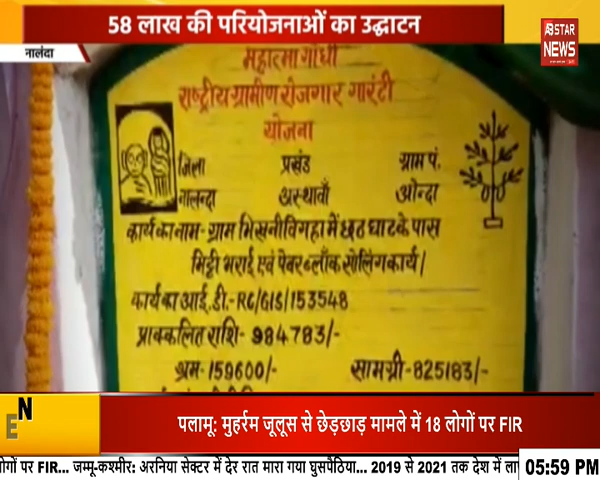 58 लाख की परियोजनाओं का उद्घाटन
नालंदा
STAR
NEWS
महात्मा गांधी
राष्ट्रीय ग्रामीण रोजगार गारंटी
योजना
जिला प्रखंड ग्राम पं.
नालन्दा अस्थावाँ ओन्दा
कार्य का नाम- ग्राम भिखनीविगहा में छठ घाट के पास
मिट्टी भराई एवं पेवर ब्लॉक सोलिंग कार्य/
कार्य का आई.डी.-RC/GIS/153548
प्राक्कलित राशि- 984783/-
श्रम-159600/- सामग्री-825183/-
EN
पलामू: मुहर्रम जूलूस से छेड़छाड़ मामले में 18 लोगों पर FIR
लोगों पर FIR... जम्मू-कश्मीर: अरनिया सेक्टर में देर रात मारा गया घुसपैठिया... 2019 से 2021 तक देश में
05:59 PM